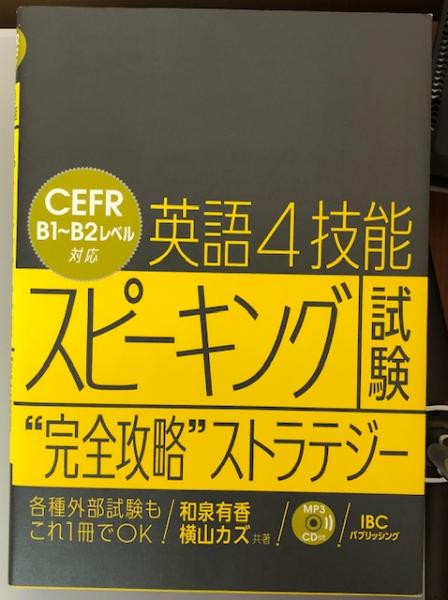 CEFR
B1~B2レベル
対応
英語4技能
スピーキング
試験
“完全攻略”ストラテジー
各種外部試験も
これ1冊でOK!
和泉有香
横山カズ 共著
MP3
CD付き
IBC
パブリッシング